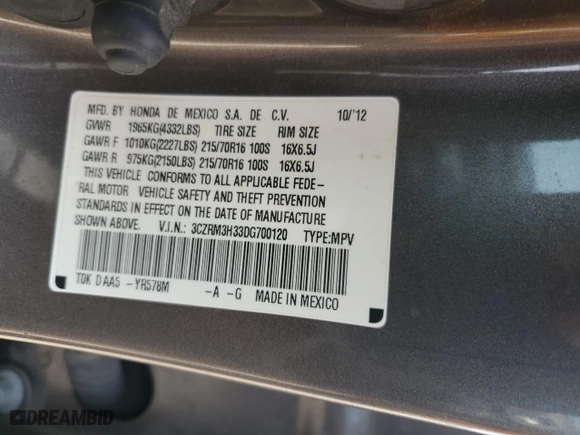 MFD. BY HONDA DE MEXICO S.A. DE C.V. 10/'12
GVWR 1965KG(4332LBS) TIRE SIZE RIM SIZE
GAWR F 1010KG(2227LBS) 215/70R16 100S 16X6.5J
GAWR R 975KG(2150LBS) 215/70R16 100S 16X6.5J
THIS VEHICLE CONFORMS TO ALL APPLICABLE FEDE-
RAL MOTOR VEHICLE SAFETY AND THEFT PREVENTION
STANDARDS IN EFFECT ON THE DATE OF MANUFACTURE
SHOWN ABOVE. V.I.N.: 3CZRM3H33DG700120 TYPE:MPV
TDK D AA5 -YR578M -A -G MADE IN MEXICO
DREAMBID